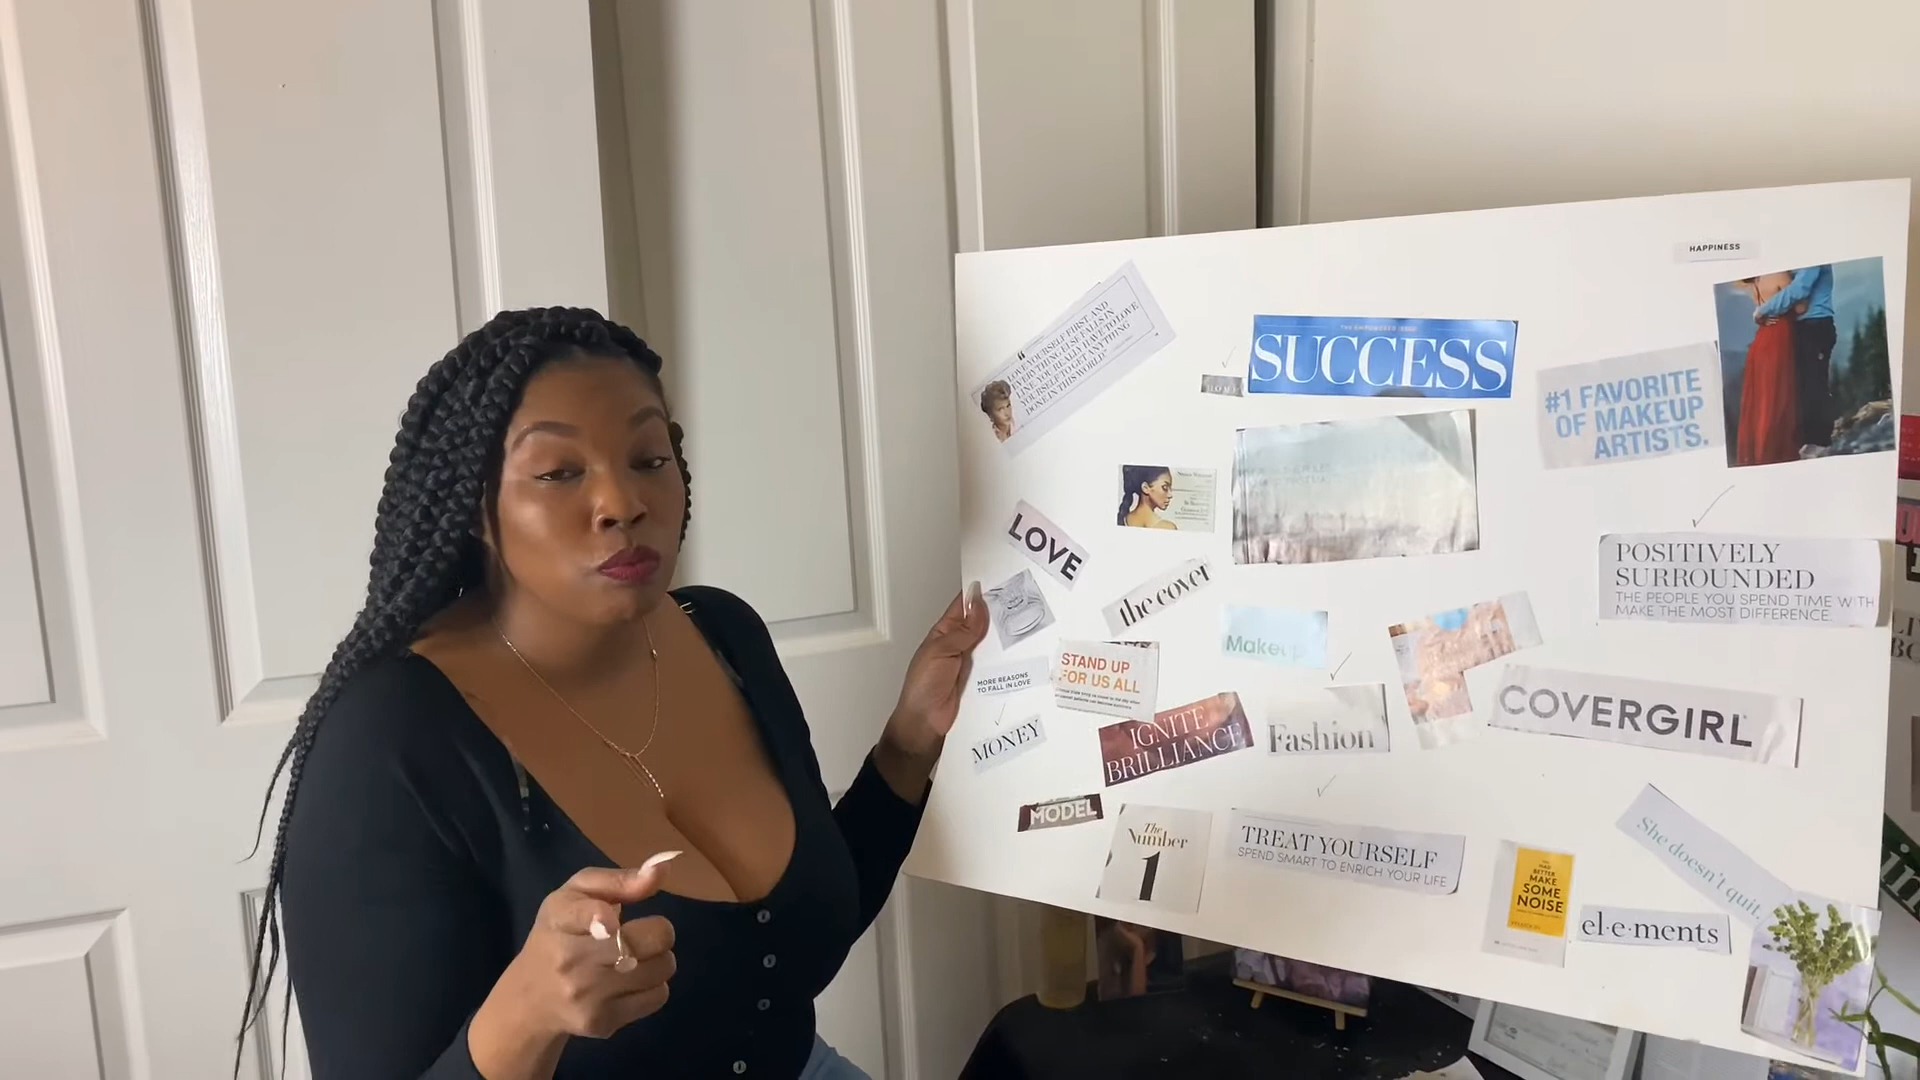 HAPPINESS
"
LOVE YOURSELF FIRST, AND
EVERYTHING ELSE FALLS IN
LINE. YOU REALLY HAVE TO LOVE
YOURSELF TO GET ANYTHING
DONE IN THIS WORLD."
SUCCESS
HOME
#1 FAVORITE
OF MAKEUP
ARTISTS.
LOVE
the cover
POSITIVELY
SURROUNDED
THE PEOPLE YOU SPEND TIME WITH
MAKE THE MOST DIFFERENCE.
Makeup
MORE REASONS
TO FALL IN LOVE
STAND UP
FOR US ALL
MONEY
IGNITE
BRILLIANCE
Fashion
COVERGIRL
MODEL
The
Number
1
TREAT YOURSELF
SPEND SMART TO ENRICH YOUR LIFE
BETTER
MAKE
SOME
NOISE
She doesn't quit.
el·e·ments